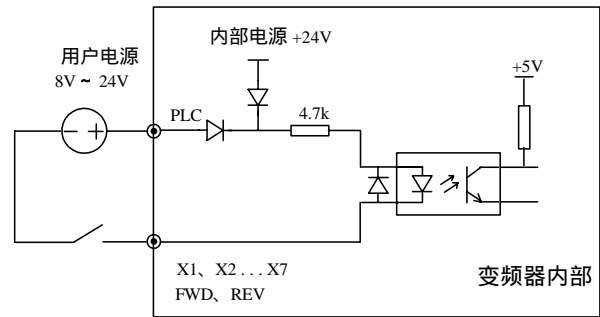 用户电源
8V ~ 24V
内部电源 +24V
+5V
PLC
4.7k
X1、X2 . . . X7
FWD、REV
变频器内部